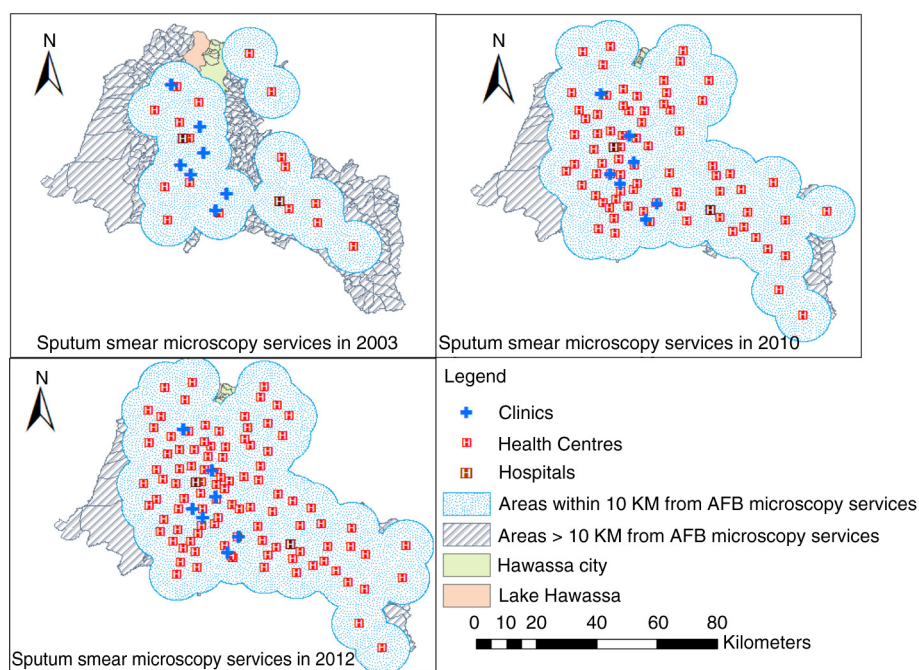 N
Sputum smear microscopy services in 2003
N
Sputum smear microscopy services in 2010
N
Sputum smear microscopy services in 2012
Legend
Clinics
H Health Centres
H Hospitals
Areas within 10 KM from AFB microscopy services
Areas > 10 KM from AFB microscopy services
Hawassa city
Lake Hawassa
0 10 20 40 60 80
Kilometers